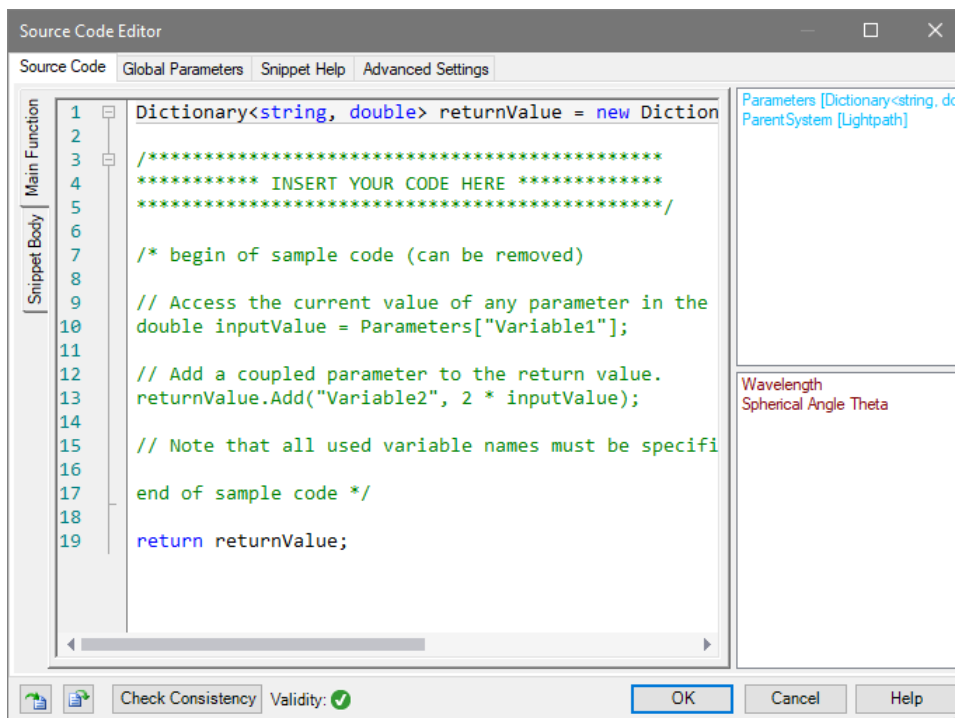 Source Code Editor
Source Code Global Parameters Snippet Help Advanced Settings
Main Function
Snippet Body
1 Dictionary<string, double> returnValue = new Diction
2
3 /**********************************************
4 *********** INSERT YOUR CODE HERE *************
5 ***********************************************/
6
7 /* begin of sample code (can be removed)
8
9 // Access the current value of any parameter in the
10 double inputValue = Parameters["Variable1"];
11
12 // Add a coupled parameter to the return value.
13 returnValue.Add("Variable2", 2 * inputValue);
14
15 // Note that all used variable names must be specifi
16
17 end of sample code */
18
19 return returnValue;
Parameters [Dictionary<string, do
ParentSystem [Lightpath]
Wavelength
Spherical Angle Theta
Check Consistency Validity:
OK Cancel Help